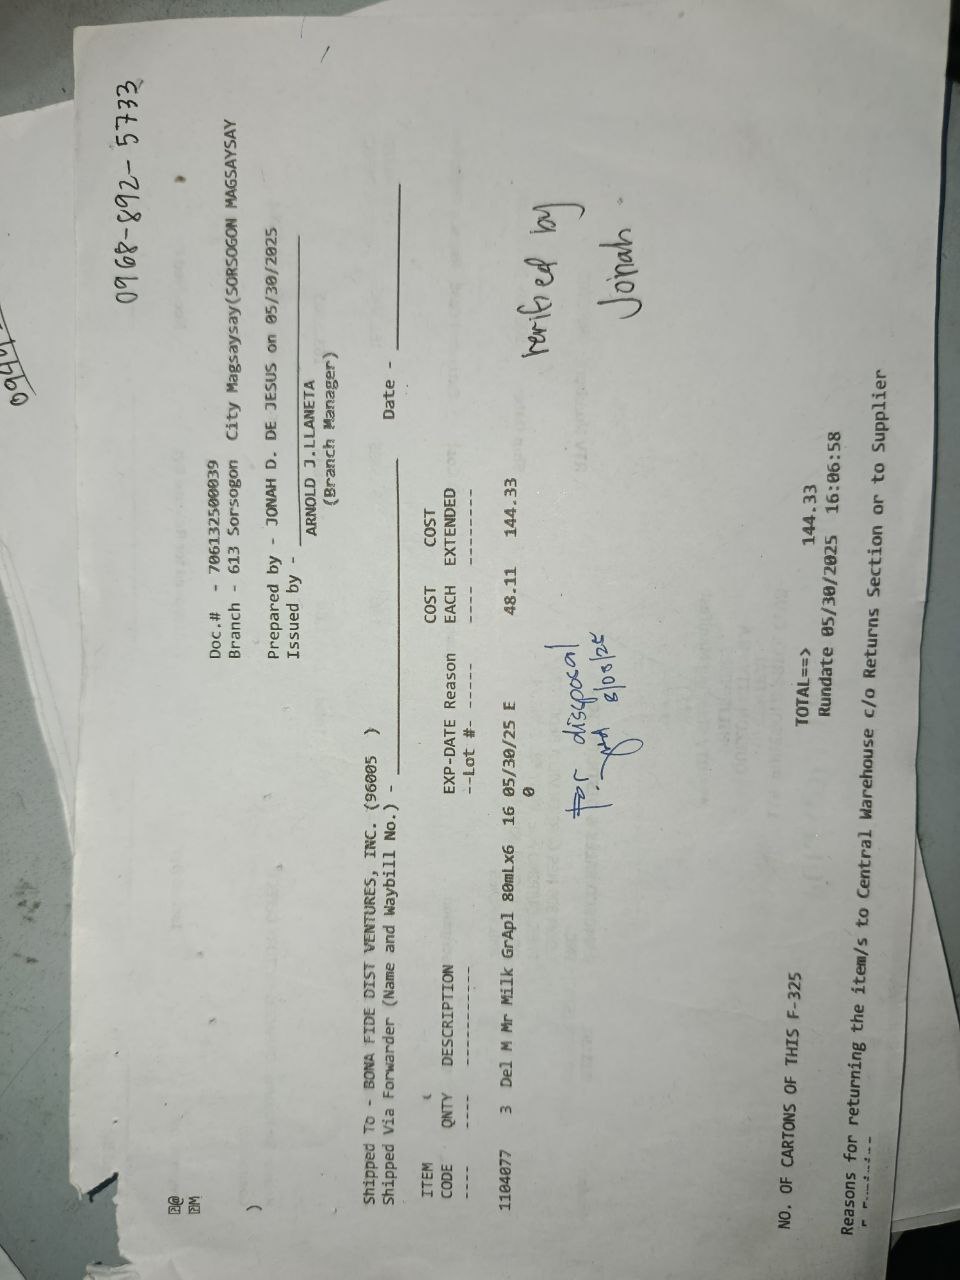 0968-892-5733
Doc.# - 706132500039
Branch - 613 Sorsogon City Magsaysay(SORSOGON MAGSAYSAY
)
Prepared by - JONAH D. DE JESUS on 05/30/2025
Issued by -
ARNOLD J.LLANETA
(Branch Manager)
Shipped To - BONA FIDE DIST VENTURES, INC. (96005 )
Shipped Via Forwarder (Name and Waybill No.) - Date -
ITEM COST COST
CODE QNTY DESCRIPTION EXP-DATE Reason EACH EXTENDED
---- ---- ----------- --Lot #- ----- ---- --------
1104077 3 Del M Mr Milk GrApl 80mLx6 16 05/30/25 E 48.11 144.33
0
verified by
Jonah
For disposal
TOTAL==> 144.33
NO. OF CARTONS OF THIS F-325 Rundate 05/30/2025 16:06:58
Reasons for returning the item/s to Central Warehouse c/o Returns Section or to Supplier